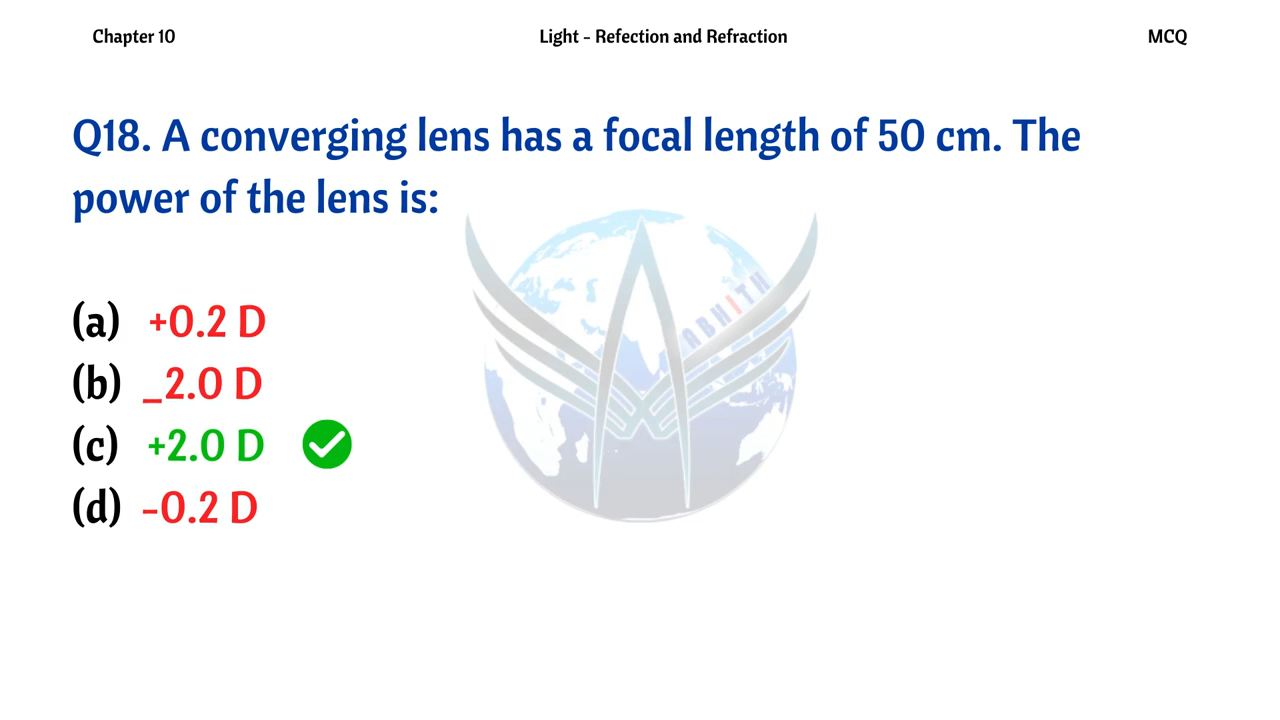 Chapter 10 Light – Refection and Refraction MCQ
Q18. A converging lens has a focal length of 50 cm. The
power of the lens is:
(a) +0.2 D
(b) _2.0 D
(c) +2.0 D
(d) –0.2 D
ABHITH